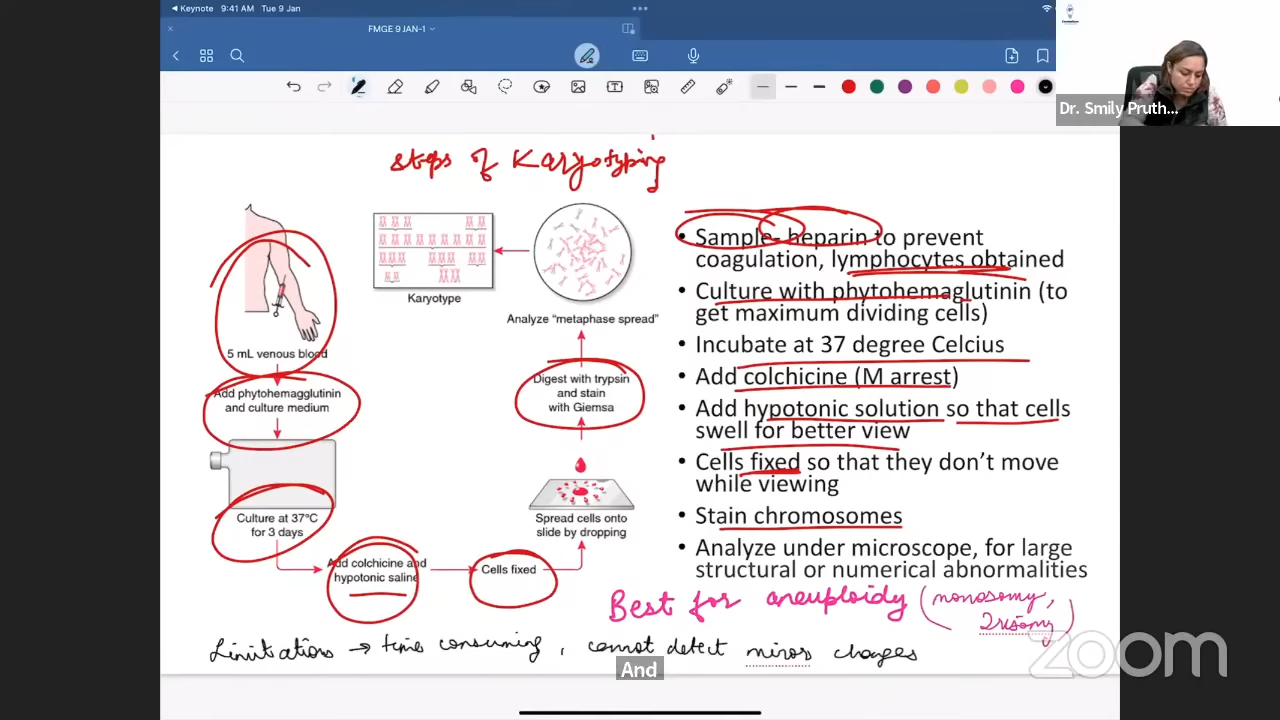 Keynote 9:41 AM Tue 9 Jan
FMGE 9 JAN-1
Dr. Smily Pruth...
steps of Karyotyping
5 mL venous blood
Add phytohemagglutinin
and culture medium
Culture at 37°C
for 3 days
Add colchicine and
hypotonic saline
Cells fixed
Spread cells onto
slide by dropping
Digest with trypsin
and stain
with Giemsa
Analyze "metaphase spread"
Karyotype
• Sample- heparin to prevent
coagulation, lymphocytes obtained
• Culture with phytohemaglutinin (to
get maximum dividing cells)
• Incubate at 37 degree Celcius
• Add colchicine (M arrest)
• Add hypotonic solution so that cells
swell for better view
• Cells fixed so that they don't move
while viewing
• Stain chromosomes
• Analyze under microscope, for large
structural or numerical abnormalities
Best for aneuploidy (monosomy,
Trisomy)
Limitations → time consuming, cannot detect minor changes
And
zoom